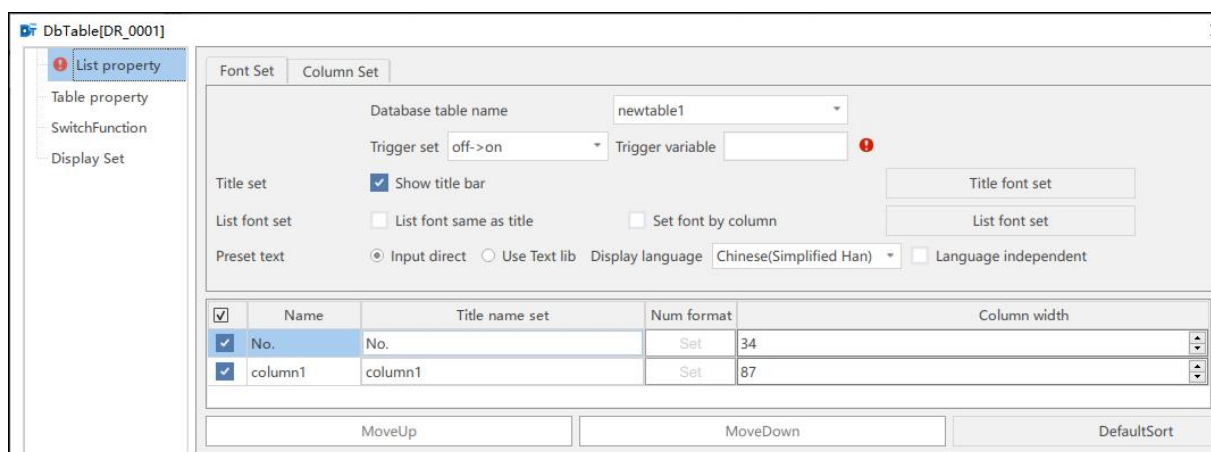 DbTable[DR_0001]
List property
Table property
SwitchFunction
Display Set
Font Set Column Set
Database table name newtable1
Trigger set off->on Trigger variable
Title set Show title bar Title font set
List font set List font same as title Set font by column List font set
Preset text Input direct Use Text lib Display language Chinese(Simplified Han) Language independent
Name Title name set Num format Column width
No. No. Set 34
column1 column1 Set 87
MoveUp MoveDown DefaultSort